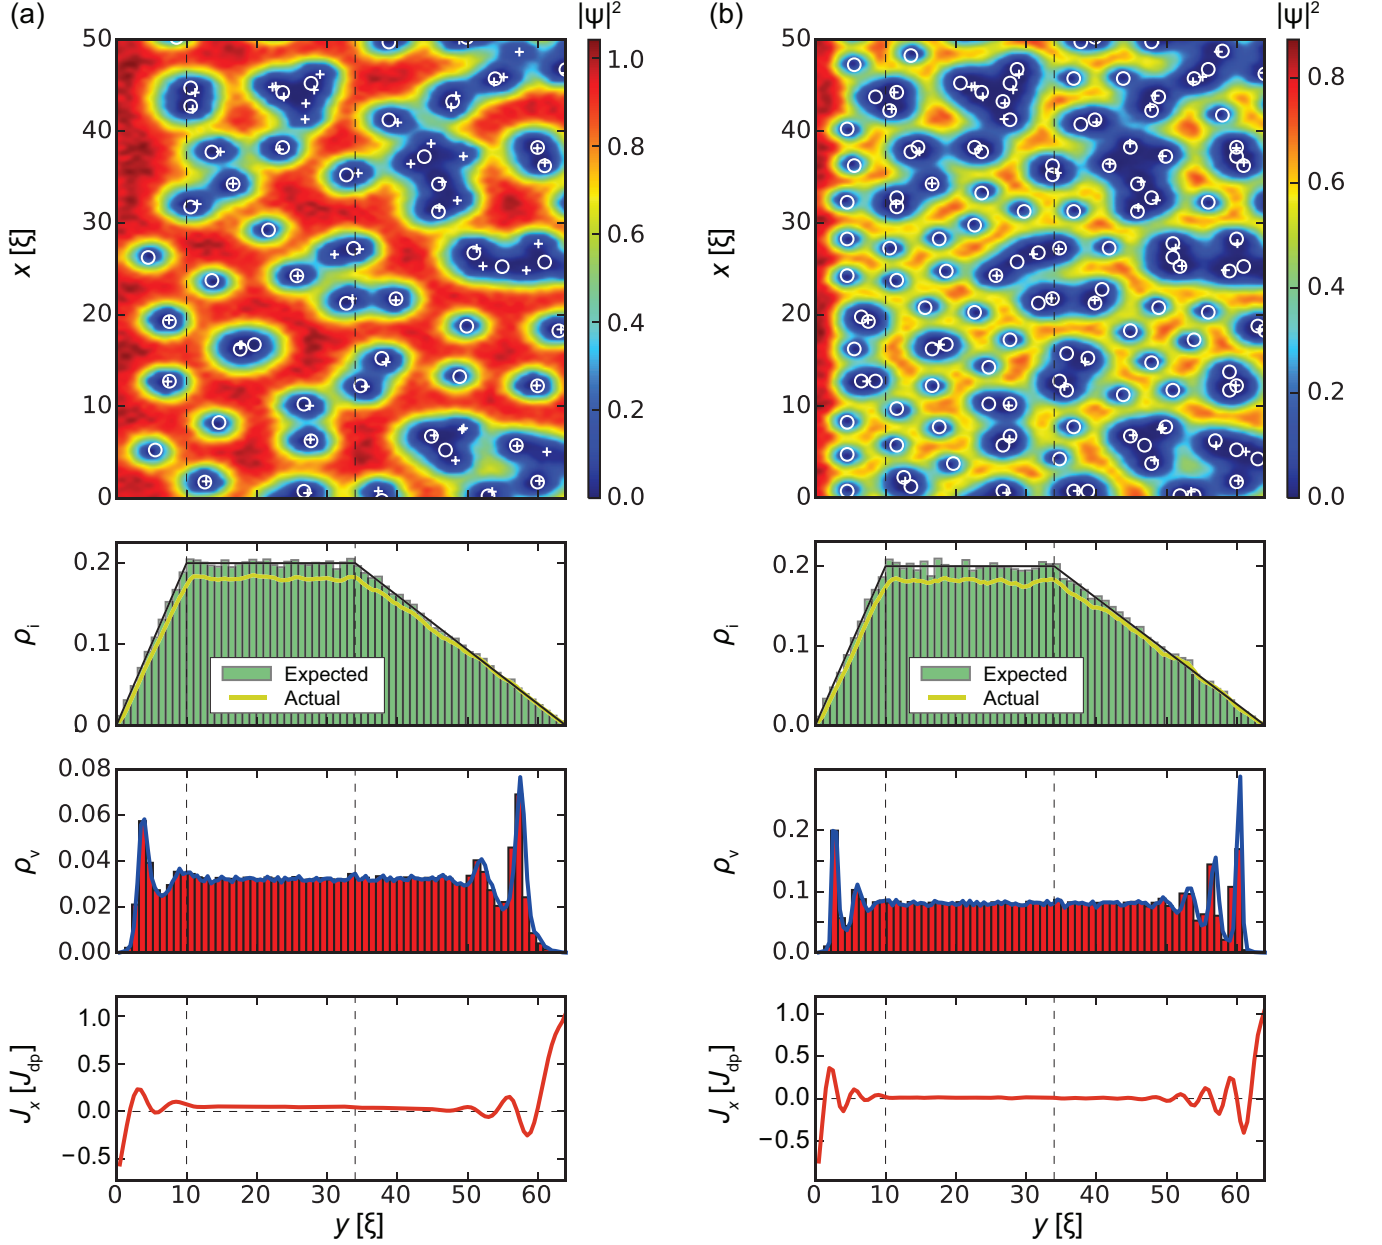 (a) |ψ|² (b) |ψ|²
50 1.0 50
40 0.8 40 0.8
30 30 0.6
x [ξ] 0.6 x [ξ]
20 0.4 20 0.4
10 0.2 10 0.2
0 0.0 0 0.0
0.2 0.2
ρi 0.1 ρi 0.1
Expected Expected
Actual Actual
0 0 0.0
0.08
0.06 0.2
ρv 0.04 ρv 0.1
0.02
0.00 0.0
1.0 1.0
0.5 0.5
Jx [Jdp] 0.0 Jx [Jdp] 0.0
−0.5 −0.5
0 10 20 30 40 50 60 0 10 20 30 40 50 60
y [ξ] y [ξ]